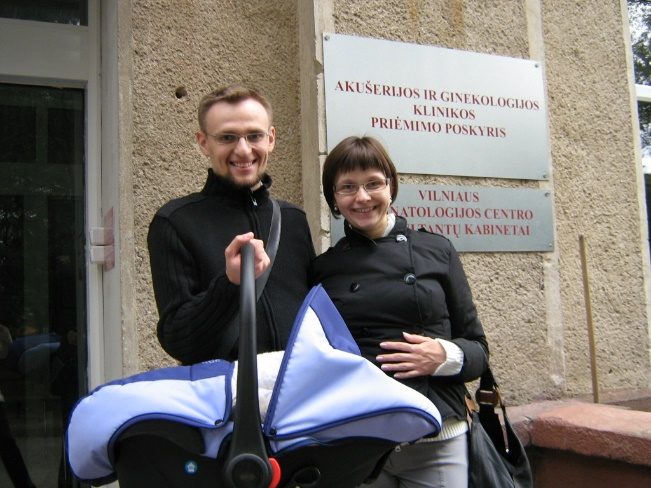 AKUŠERIJOS IR GINEKOLOGIJOS
KLINIKOS
PRIĖMIMO POSKYRIS
VILNIAUS
CENTRO
KABINETAI